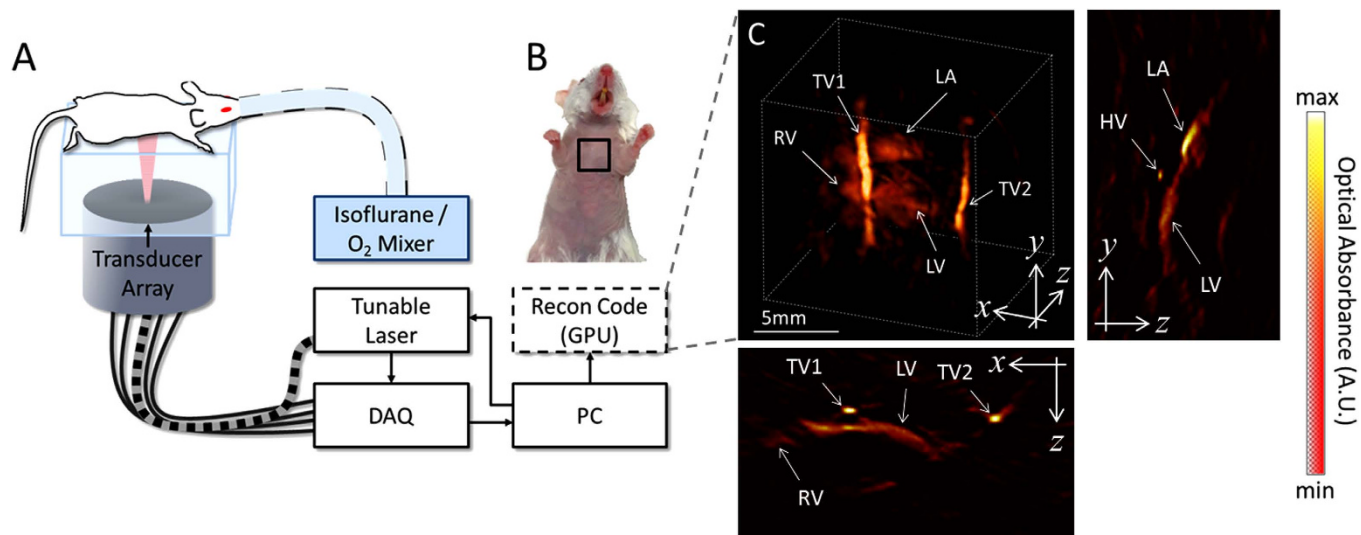 A
Transducer
Array
Isoflurane /
O₂ Mixer
Tunable
Laser
DAQ
PC
Recon Code
(GPU)
B
C
TV1
LA
RV
TV2
LV
y
z
x
5mm
LA
HV
LV
y
z
TV1
LV
TV2
x
z
RV
max
Optical Absorbance (A.U.)
min